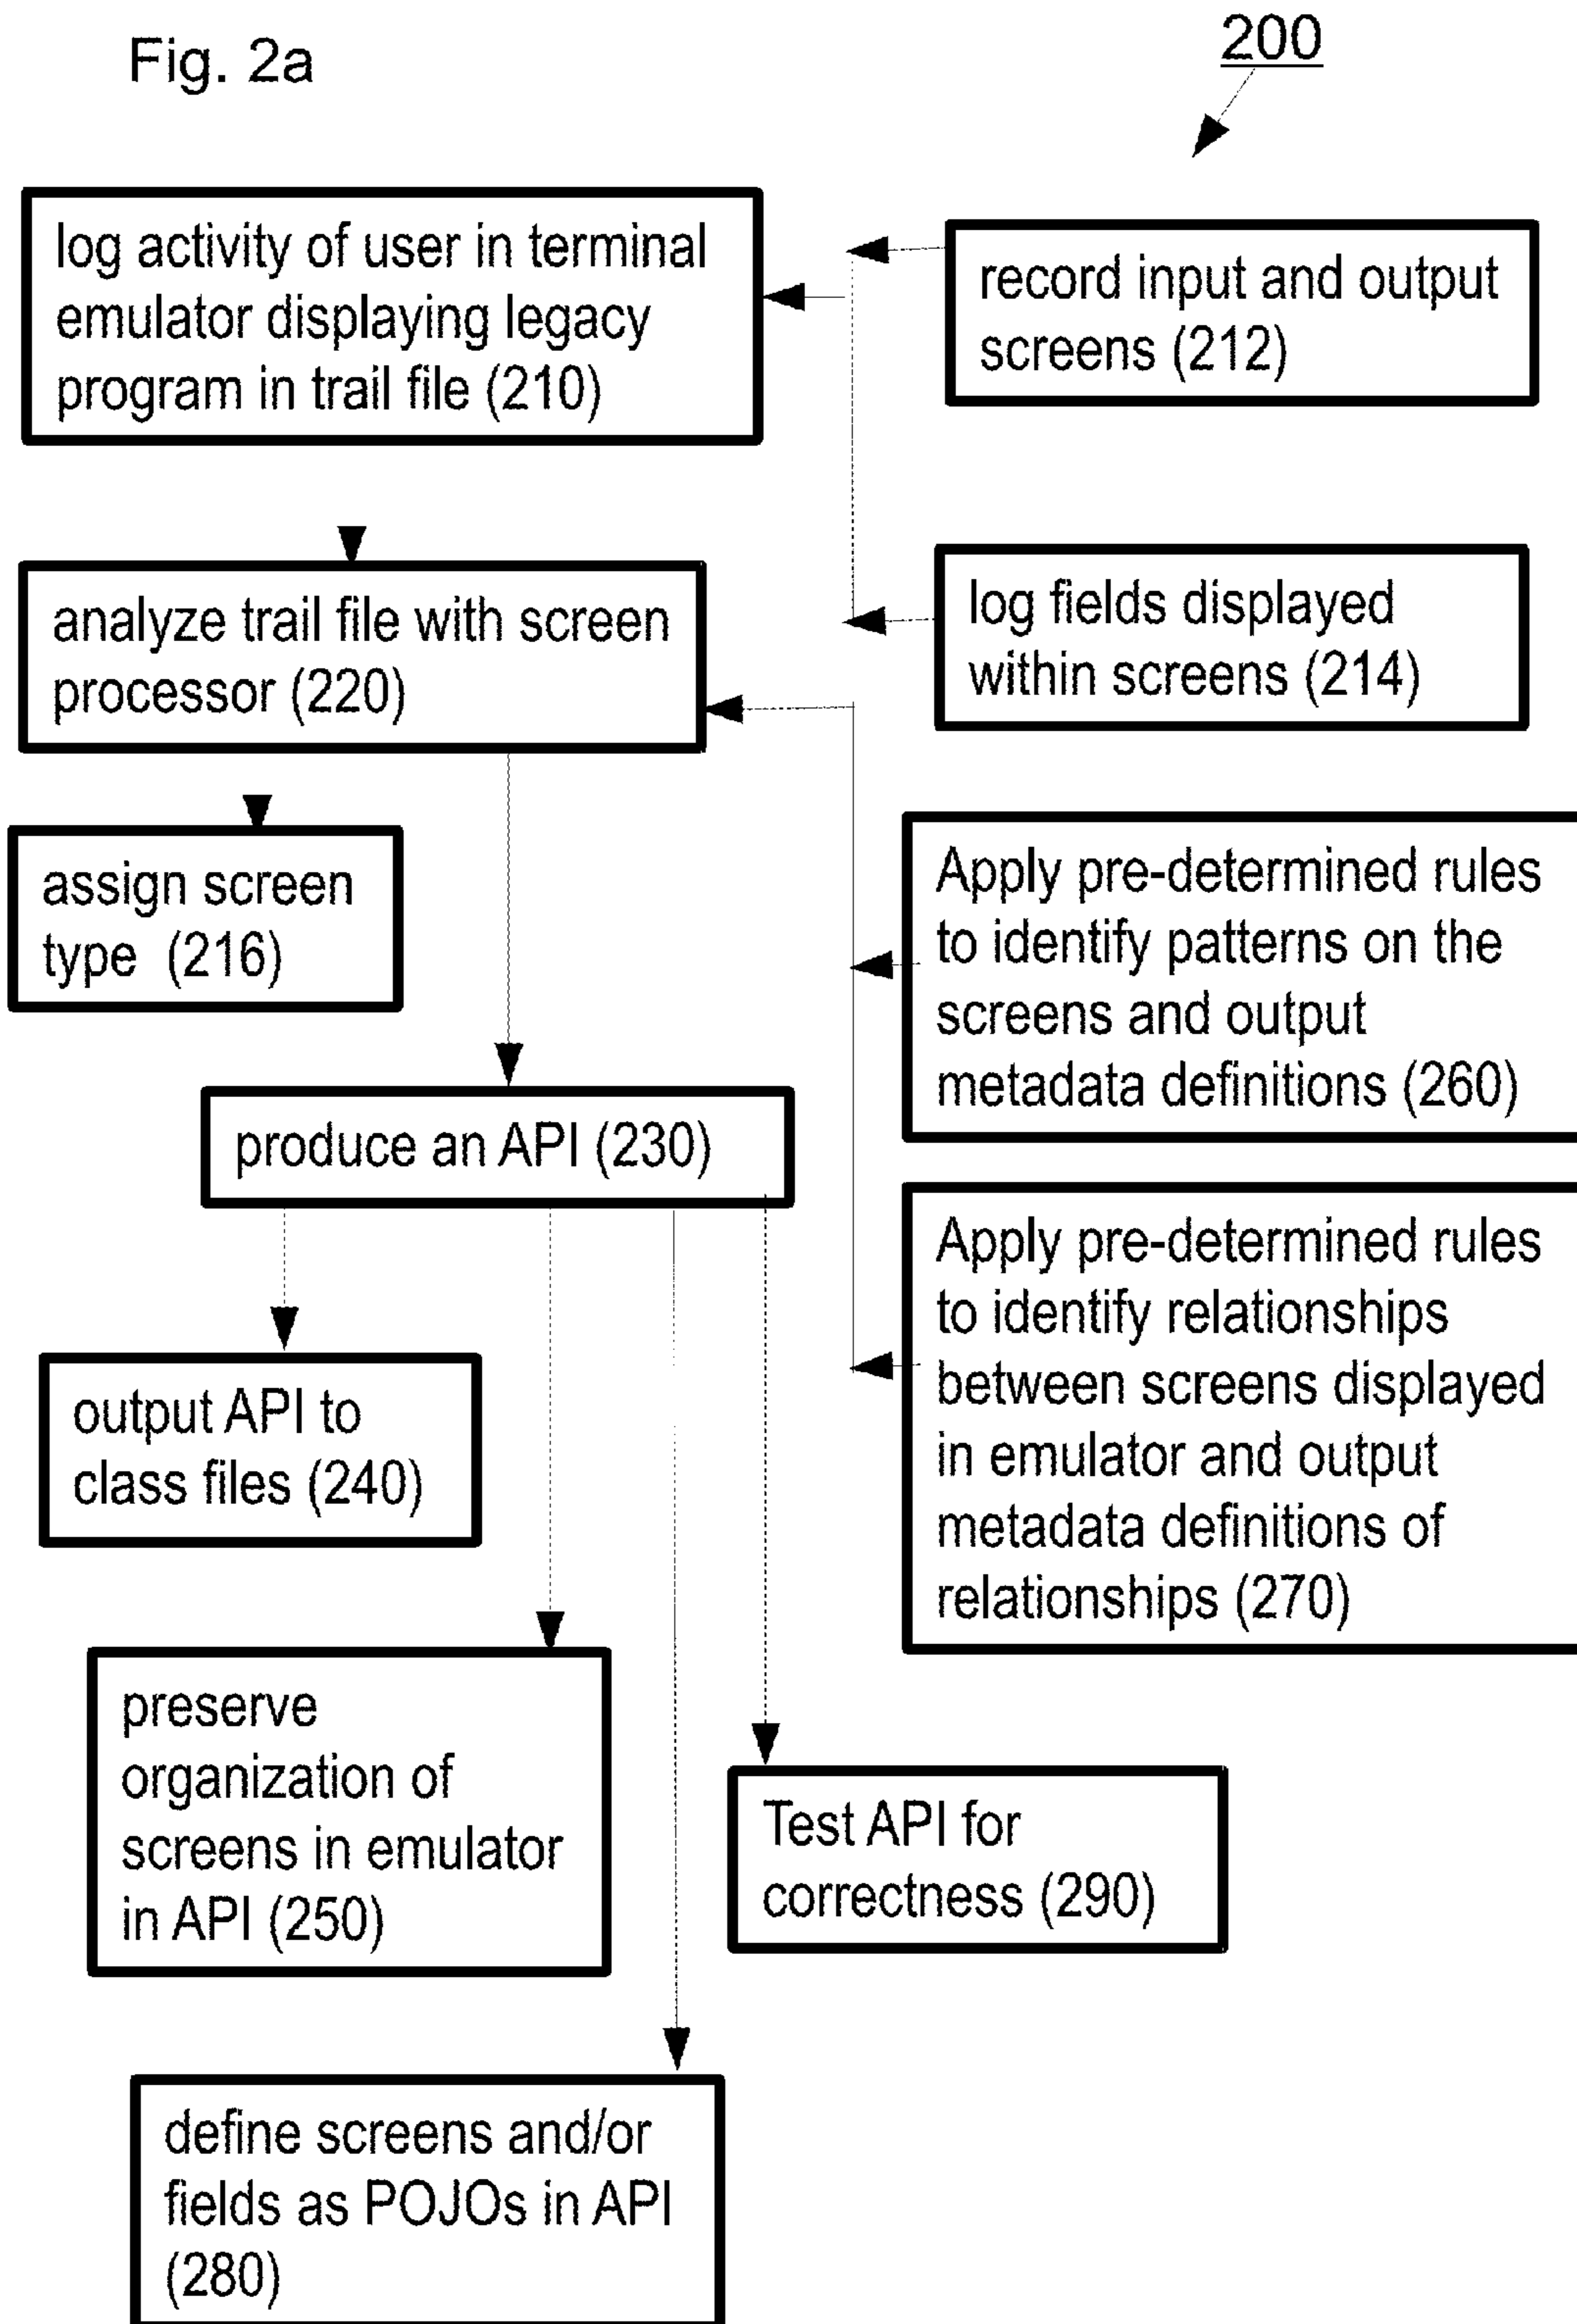 Fig. 2a
200
log activity of user in terminal
emulator displaying legacy
program in trail file (210)
record input and output
screens (212)
analyze trail file with screen
processor (220)
log fields displayed
within screens (214)
assign screen
type (216)
Apply pre-determined rules
to identify patterns on the
screens and output
metadata definitions (260)
produce an API (230)
Apply pre-determined rules
to identify relationships
between screens displayed
in emulator and output
metadata definitions of
relationships (270)
output API to
class files (240)
preserve
organization of
screens in emulator
in API (250)
Test API for
correctness (290)
define screens and/or
fields as POJOs in API
(280)